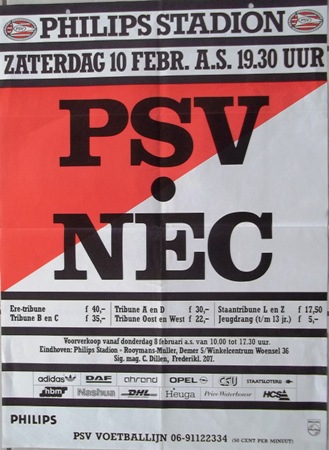 PHILIPS STADION
ZATERDAG 10 FEBR. A.S. 19.30 UUR
PSV
•
NEC
Ere-tribune f 40,– Tribune A en D f 30,– Staantribune L en Z f 17,50
Tribune B en C f 35,– Tribune Oost en West f 22,– Jeugdrang (t/m 13 jr.) f 5,–
Voorverkoop vanaf donderdag 8 februari a.s. van 10.00 tot 17.30 uur.
Eindhoven: Philips Stadion - Rooymans-Muller, Demer 5/Winkelcentrum Woensel 36
Sig. mag. C. Dillen, Frederikl. 207.
adidas DAF ahrend OPEL CSU STAATSLOTERIJ
hbm Nashua DHL Heuga Price Waterhouse HCS
PHILIPS
PSV VOETBALLIJN 06-91122334 (50 CENT PER MINUUT)